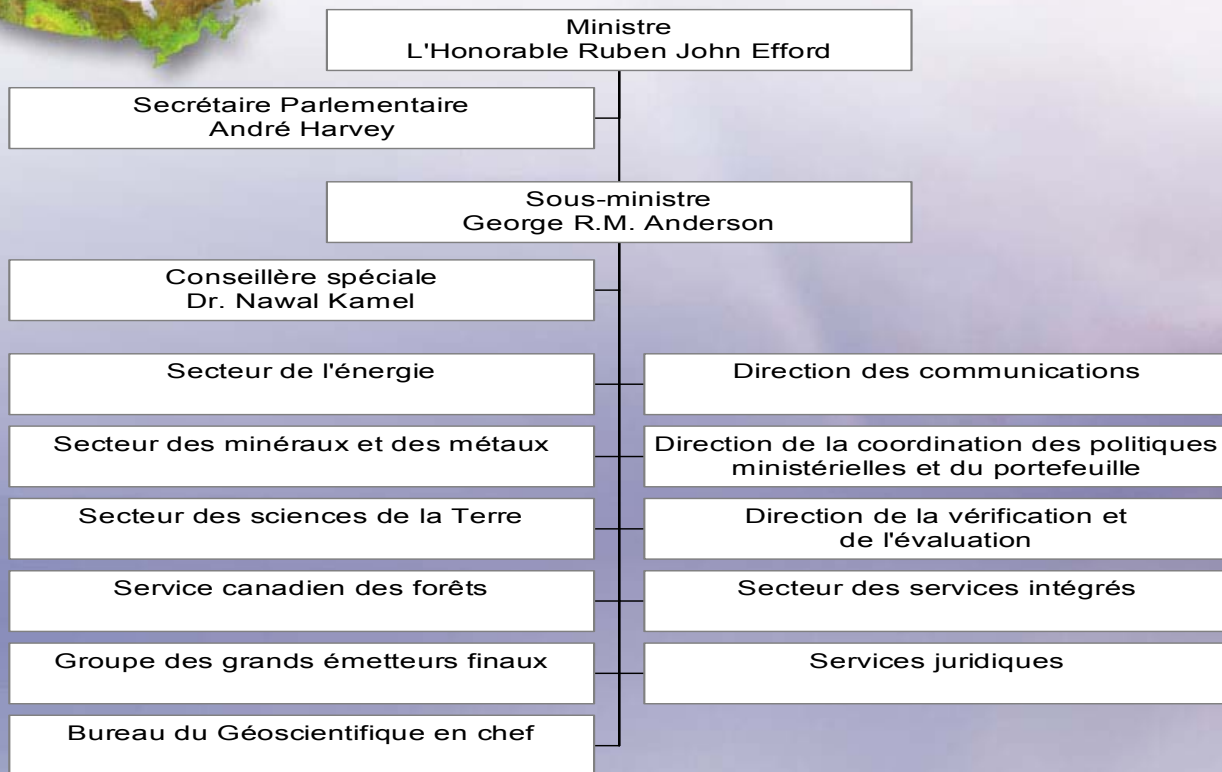 Ministre
L'Honorable Ruben John Efford
Secrétaire Parlementaire
André Harvey
Sous-ministre
George R.M. Anderson
Conseillère spéciale
Dr. Nawal Kamel
Secteur de l'énergie
Direction des communications
Secteur des minéraux et des métaux
Direction de la coordination des politiques
ministérielles et du portefeuille
Secteur des sciences de la Terre
Direction de la vérification et
de l'évaluation
Service canadien des forêts
Secteur des services intégrés
Groupe des grands émetteurs finaux
Services juridiques
Bureau du Géoscientifique en chef